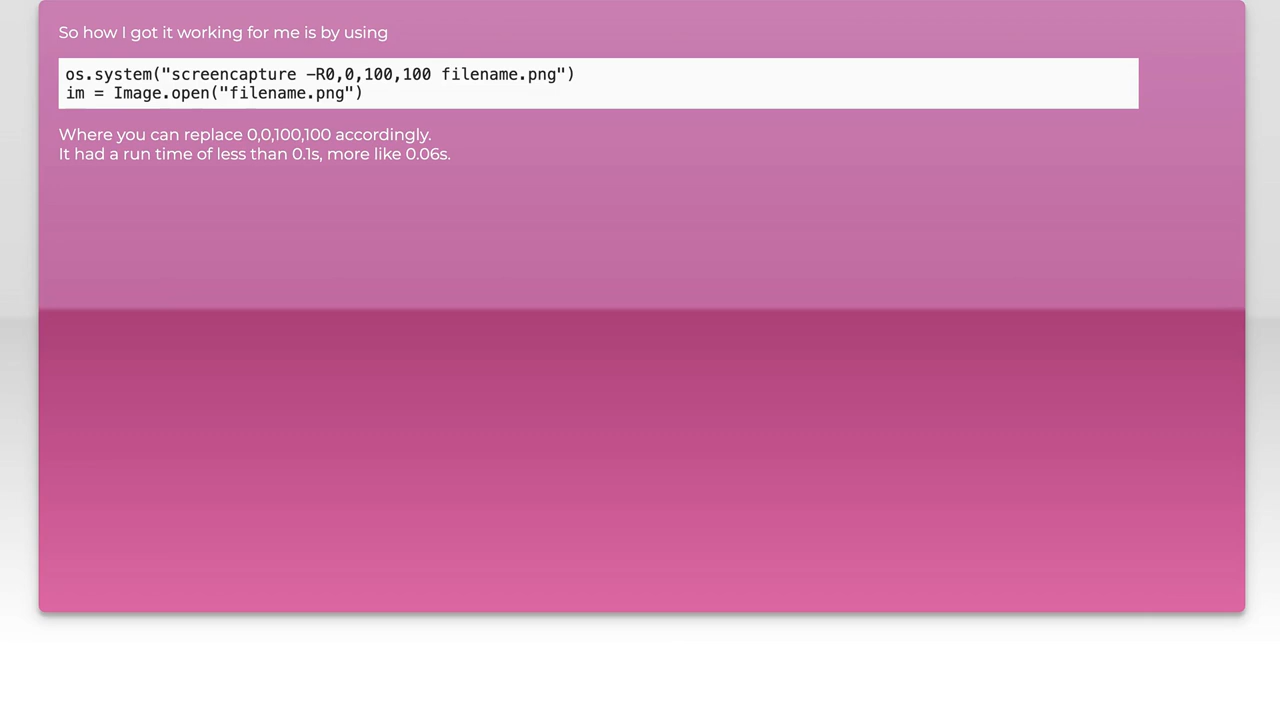 So how I got it working for me is by using
os.system("screencapture -R0,0,100,100 filename.png")
im = Image.open("filename.png")
Where you can replace 0,0,100,100 accordingly.
It had a run time of less than 0.1s, more like 0.06s.